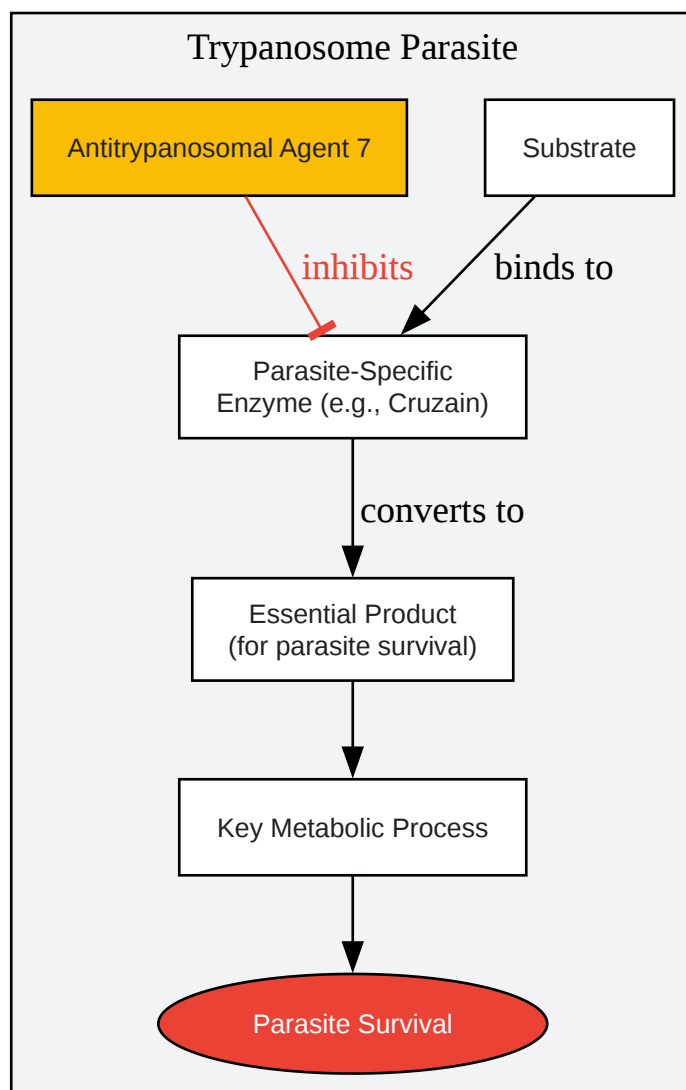 Trypanosome Parasite
Antitrypanosomal Agent 7
Substrate
inhibits
binds to
Parasite-Specific
Enzyme (e.g., Cruzain)
converts to
Essential Product
(for parasite survival)
Key Metabolic Process
Parasite Survival